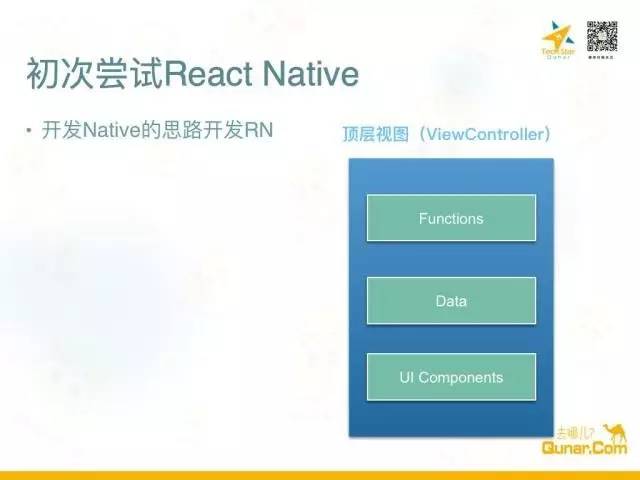 Tech Star
Qunar
初次尝试React Native
• 开发Native的思路开发RN
顶层视图（ViewController）
Functions
Data
UI Components
去哪儿?
Qunar.Com